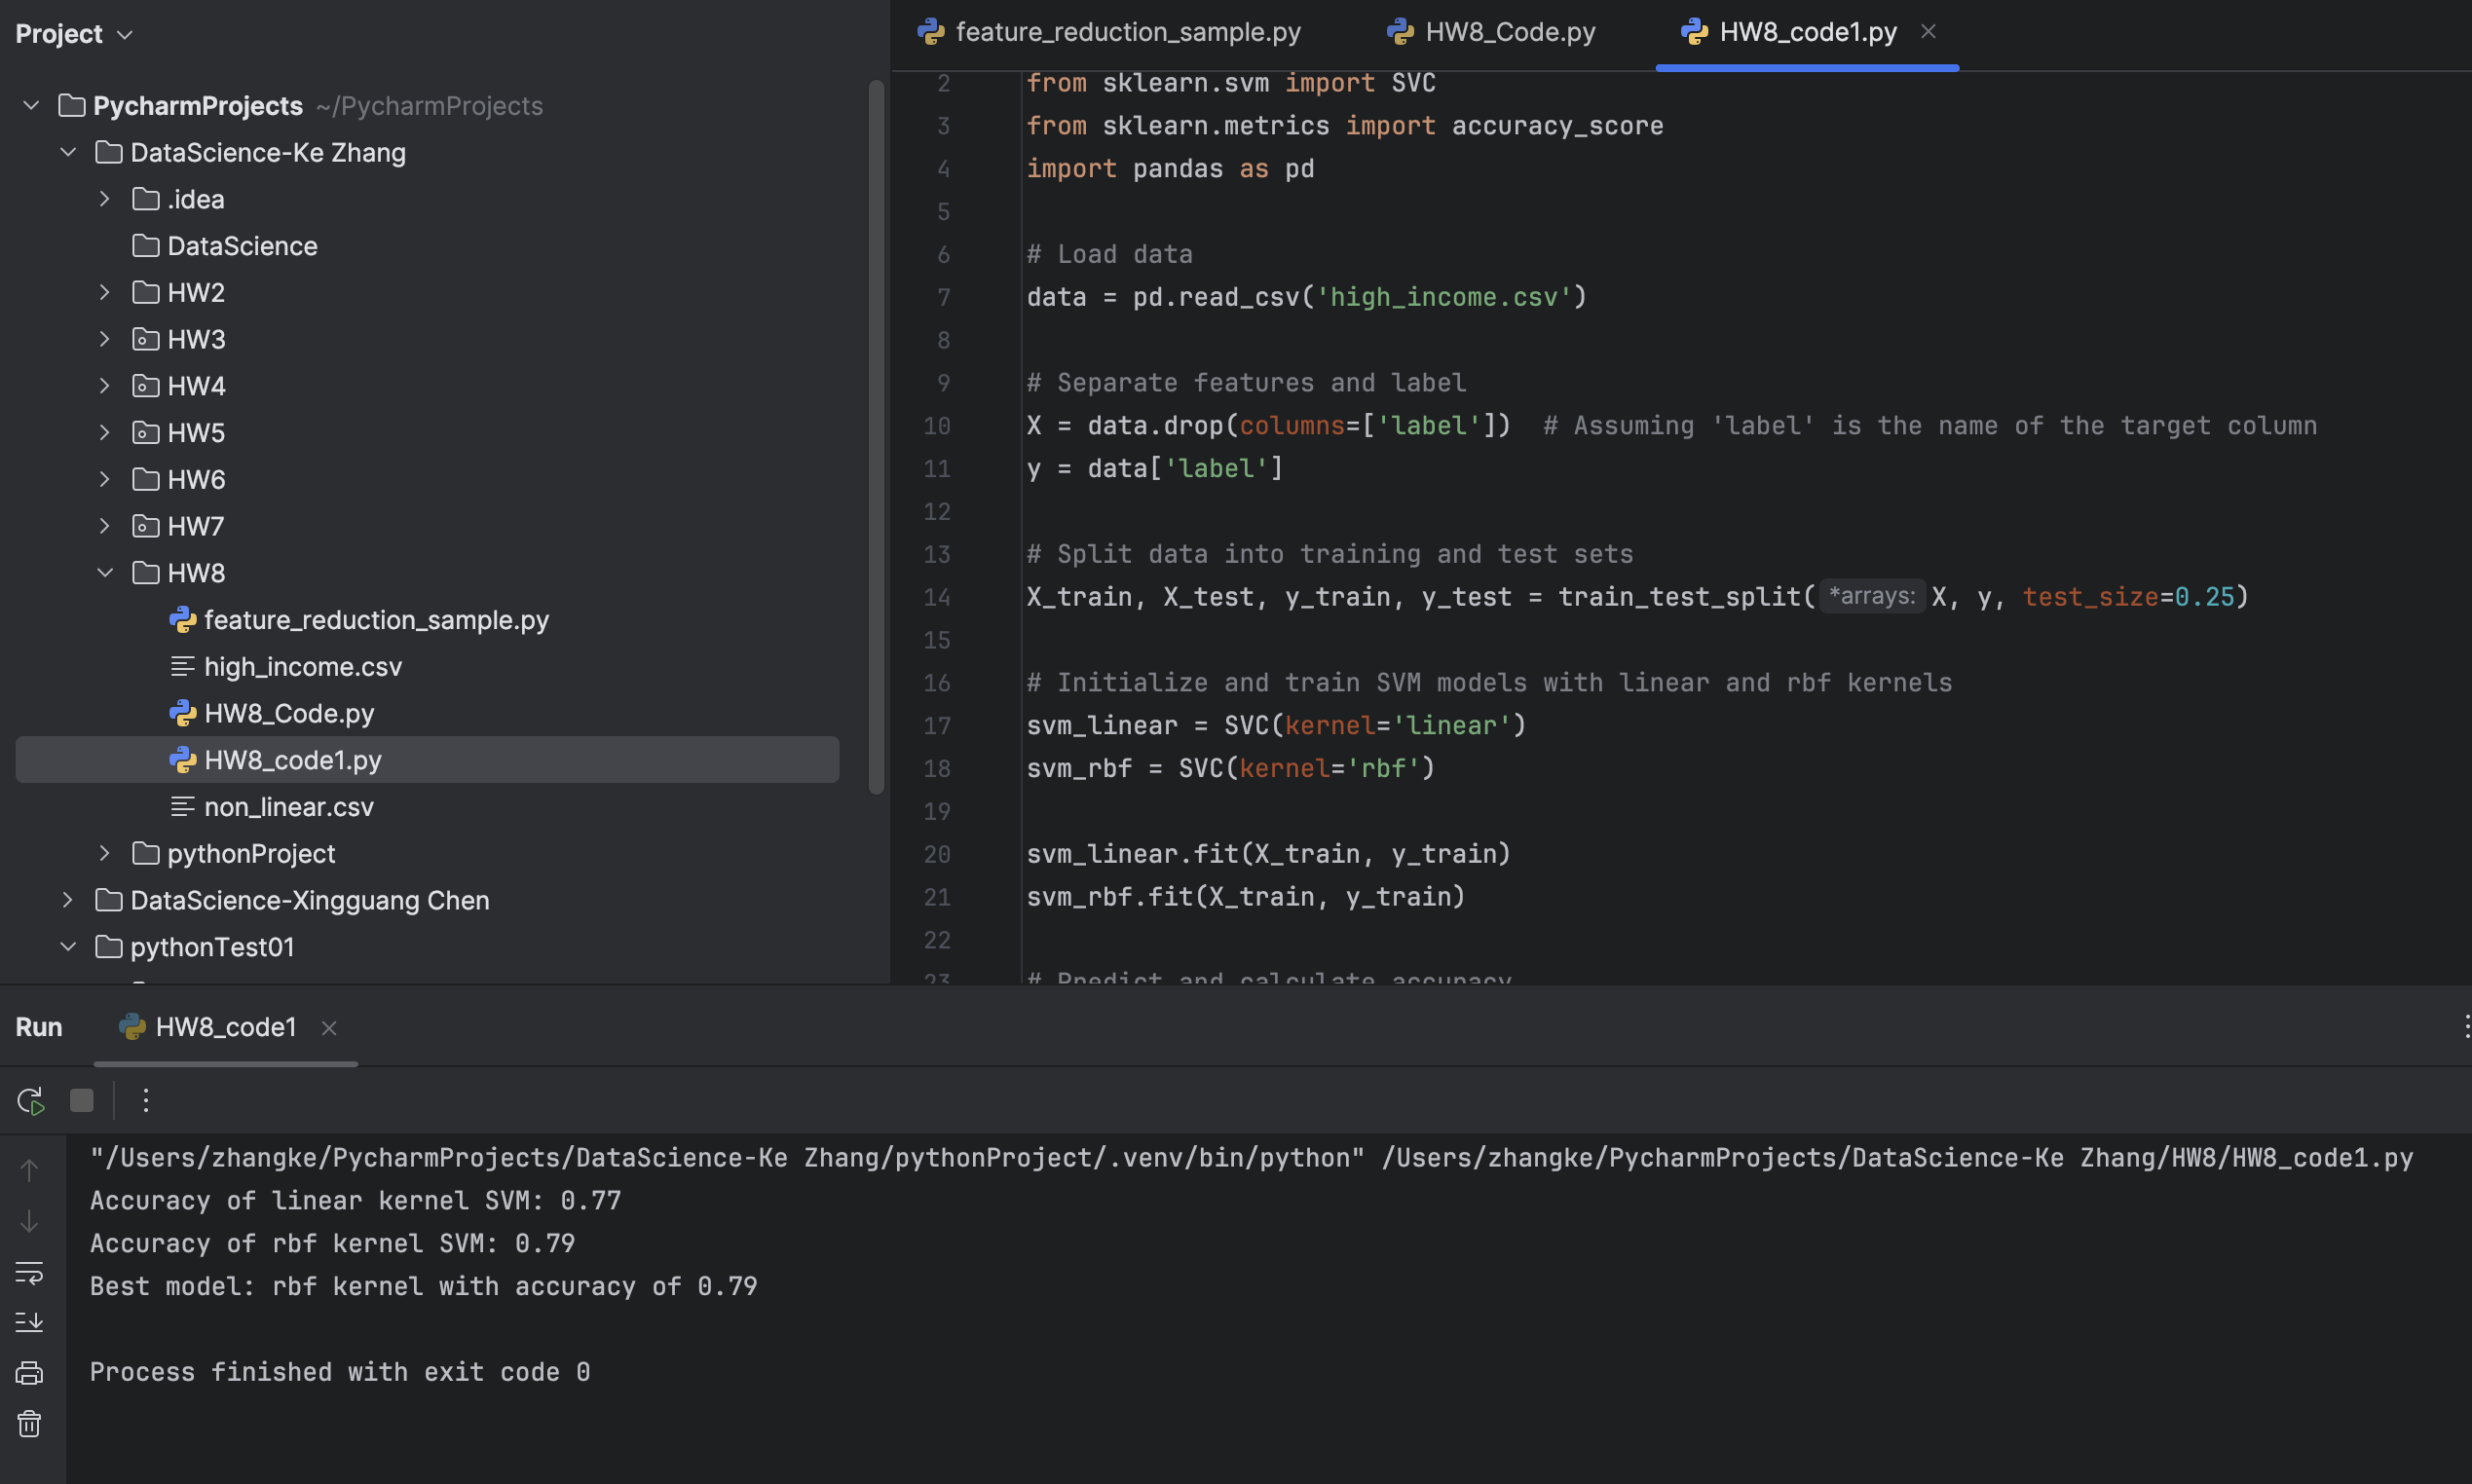 Project
PycharmProjects ~/PycharmProjects
DataScience-Ke Zhang
.idea
DataScience
HW2
HW3
HW4
HW5
HW6
HW7
HW8
feature_reduction_sample.py
high_income.csv
HW8_Code.py
HW8_code1.py
non_linear.csv
pythonProject
DataScience-Xingguang Chen
pythonTest01
feature_reduction_sample.py HW8_Code.py HW8_code1.py
2 from sklearn.svm import SVC
3 from sklearn.metrics import accuracy_score
4 import pandas as pd
5
6 # Load data
7 data = pd.read_csv('high_income.csv')
8
9 # Separate features and label
10 X = data.drop(columns=['label'])  # Assuming 'label' is the name of the target column
11 y = data['label']
12
13 # Split data into training and test sets
14 X_train, X_test, y_train, y_test = train_test_split( *arrays: X, y, test_size=0.25)
15
16 # Initialize and train SVM models with linear and rbf kernels
17 svm_linear = SVC(kernel='linear')
18 svm_rbf = SVC(kernel='rbf')
19
20 svm_linear.fit(X_train, y_train)
21 svm_rbf.fit(X_train, y_train)
22
23 # Predict and calculate accuracy
Run HW8_code1
"/Users/zhangke/PycharmProjects/DataScience-Ke Zhang/pythonProject/.venv/bin/python" /Users/zhangke/PycharmProjects/DataScience-Ke Zhang/HW8/HW8_code1.py
Accuracy of linear kernel SVM: 0.77
Accuracy of rbf kernel SVM: 0.79
Best model: rbf kernel with accuracy of 0.79
Process finished with exit code 0